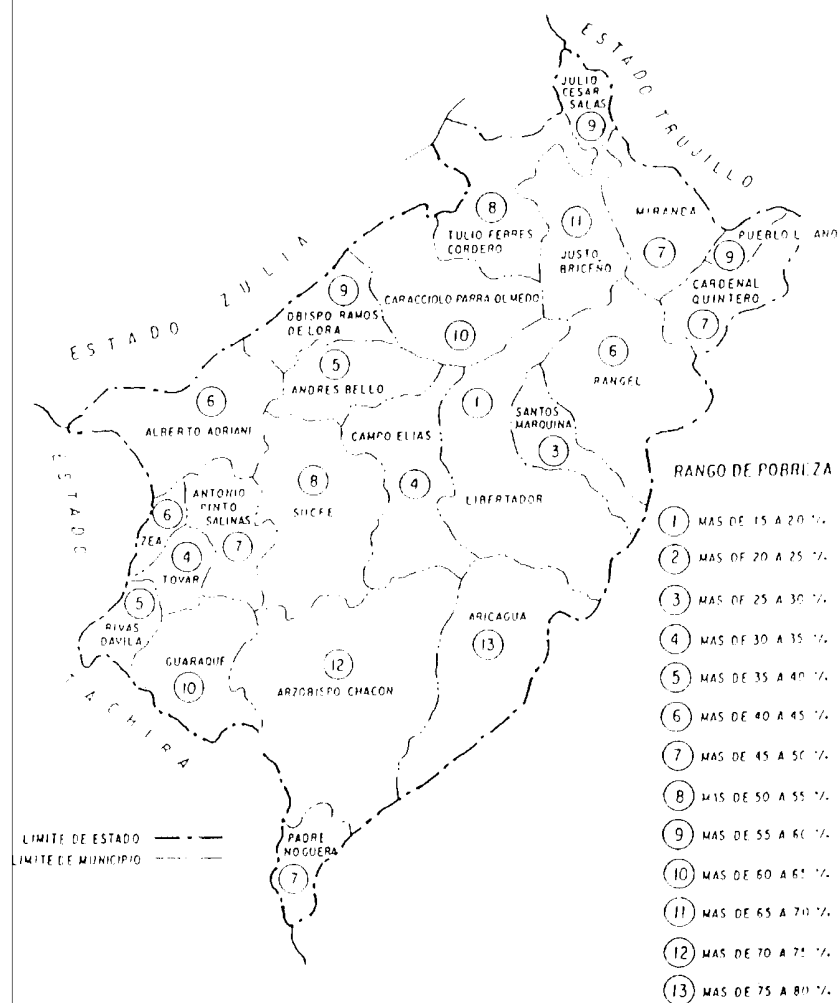 ESTADO TRUJILLO
JULIO
CESAR
SALAS
9
8
TULIO FEBRES
CORDERO
11
JUSTO
BRICEÑO
MIRANDA
7
PUEBLO L ANO
9
CARDENAL
QUINTERO
7
ESTADO ZULIA
9
OBISPO RAMOS
DE LORA
CARACCIOLO PARRA OLMEDO
10
6
RANGEL
5
ANDRES BELLO
6
ALBERTO ADRIANI
1
LIBERTADOR
SANTOS
MARQUINA
3
CAMPO ELIAS
4
8
SUCRE
ANTONIO
PINTO
SALINAS
7
6
ZEA
4
TOVAR
5
RIVAS
DAVILA
GUARAQUE
10
12
ARZOBISPO CHACON
ARICAGUA
13
PADRE
NOGUERA
7
ESTADO
TACHIRA
LIMITE DE ESTADO
LIMITE DE MUNICIPIO
RANGO DE POBREZA
1 MAS DE 15 A 20 %
2 MAS DE 20 A 25 %
3 MAS DE 25 A 30 %
4 MAS DE 30 A 35 %
5 MAS DE 35 A 40 %
6 MAS DE 40 A 45 %
7 MAS DE 45 A 50 %
8 MAS DE 50 A 55 %
9 MAS DE 55 A 60 %
10 MAS DE 60 A 65 %
11 MAS DE 65 A 70 %
12 MAS DE 70 A 75 %
13 MAS DE 75 A 80 %